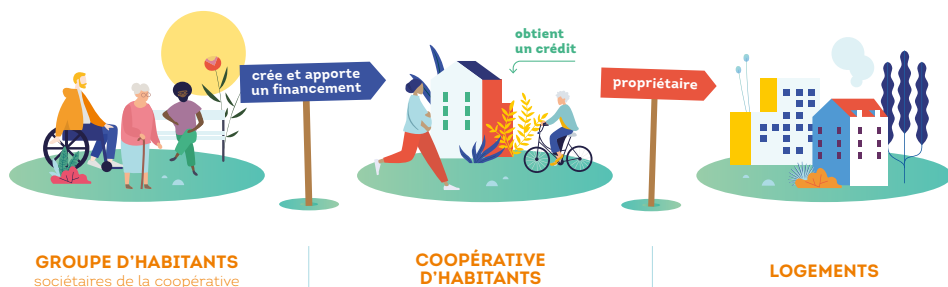 obtient
un crédit
crée et apporte
un financement
propriétaire
GROUPE D'HABITANTS
sociétaires de la coopérative
COOPÉRATIVE
D'HABITANTS
LOGEMENTS